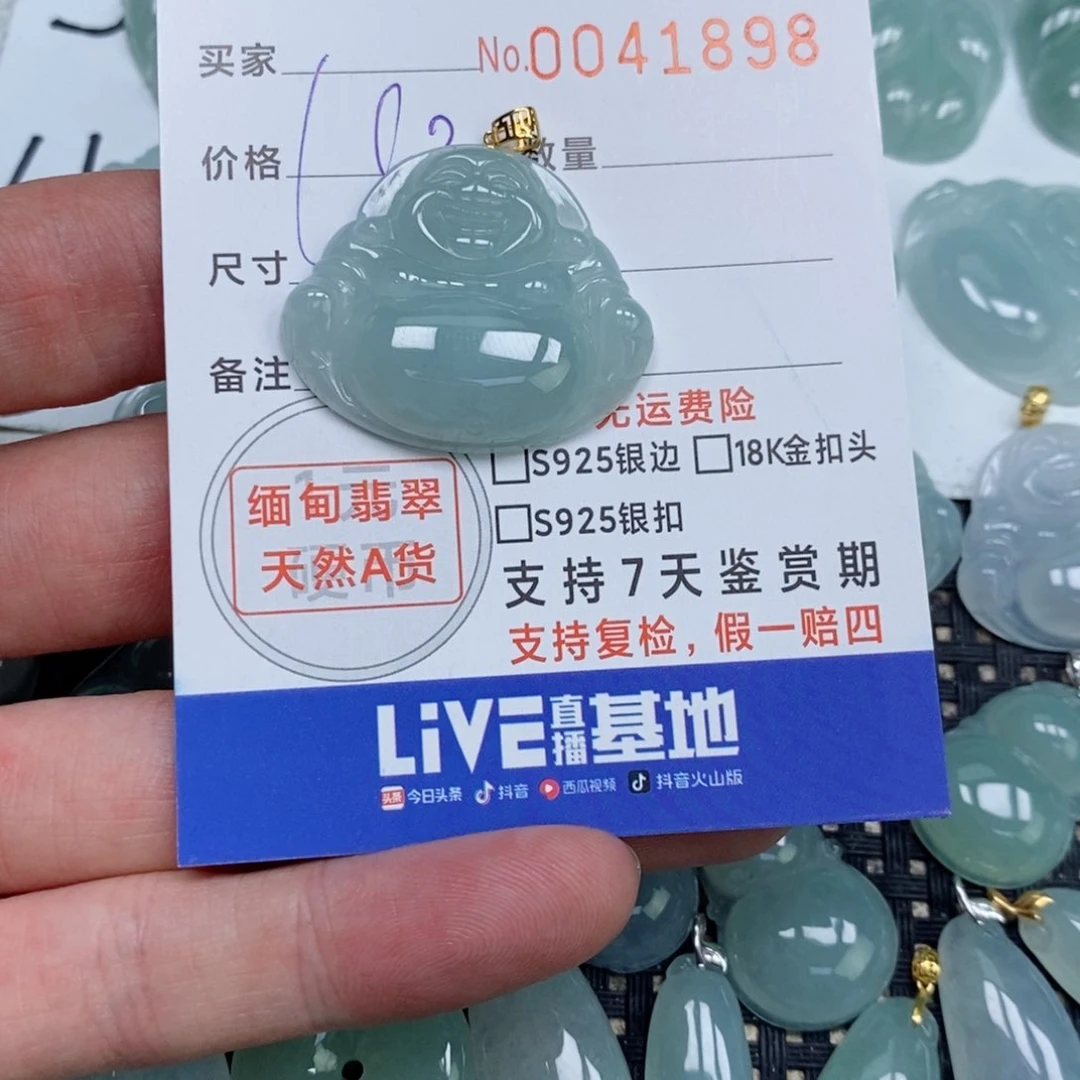 买家 No.0041898
价格 数量
尺寸
备注
运费险
S925银边 18K金扣头
S925银扣
缅甸翡翠
天然A货
支持7天鉴赏期
支持复检，假一赔四
LiVE直播基地
头条 今日头条 抖音 西瓜视频 抖音火山版